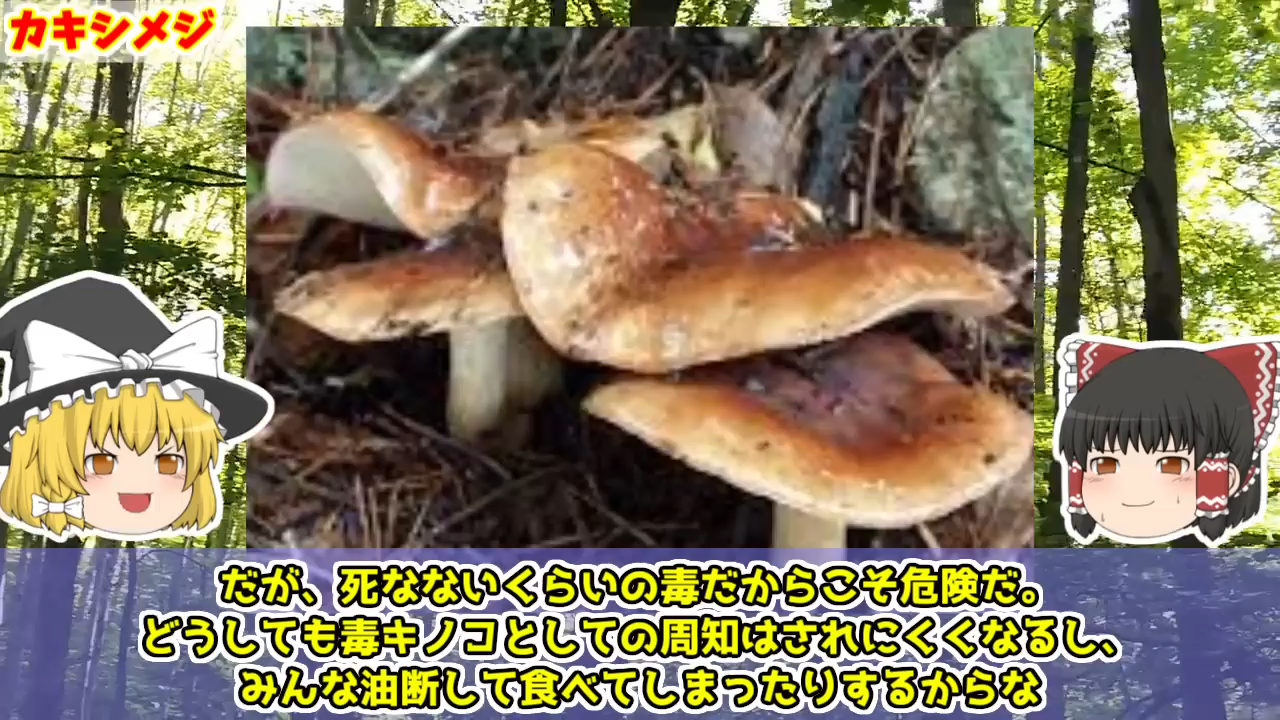 カキシメジ
だが、死なないくらいの毒だからこそ危険だ。
どうしても毒キノコとしての周知はされにくくなるし、
みんな油断して食べてしまったりするからな